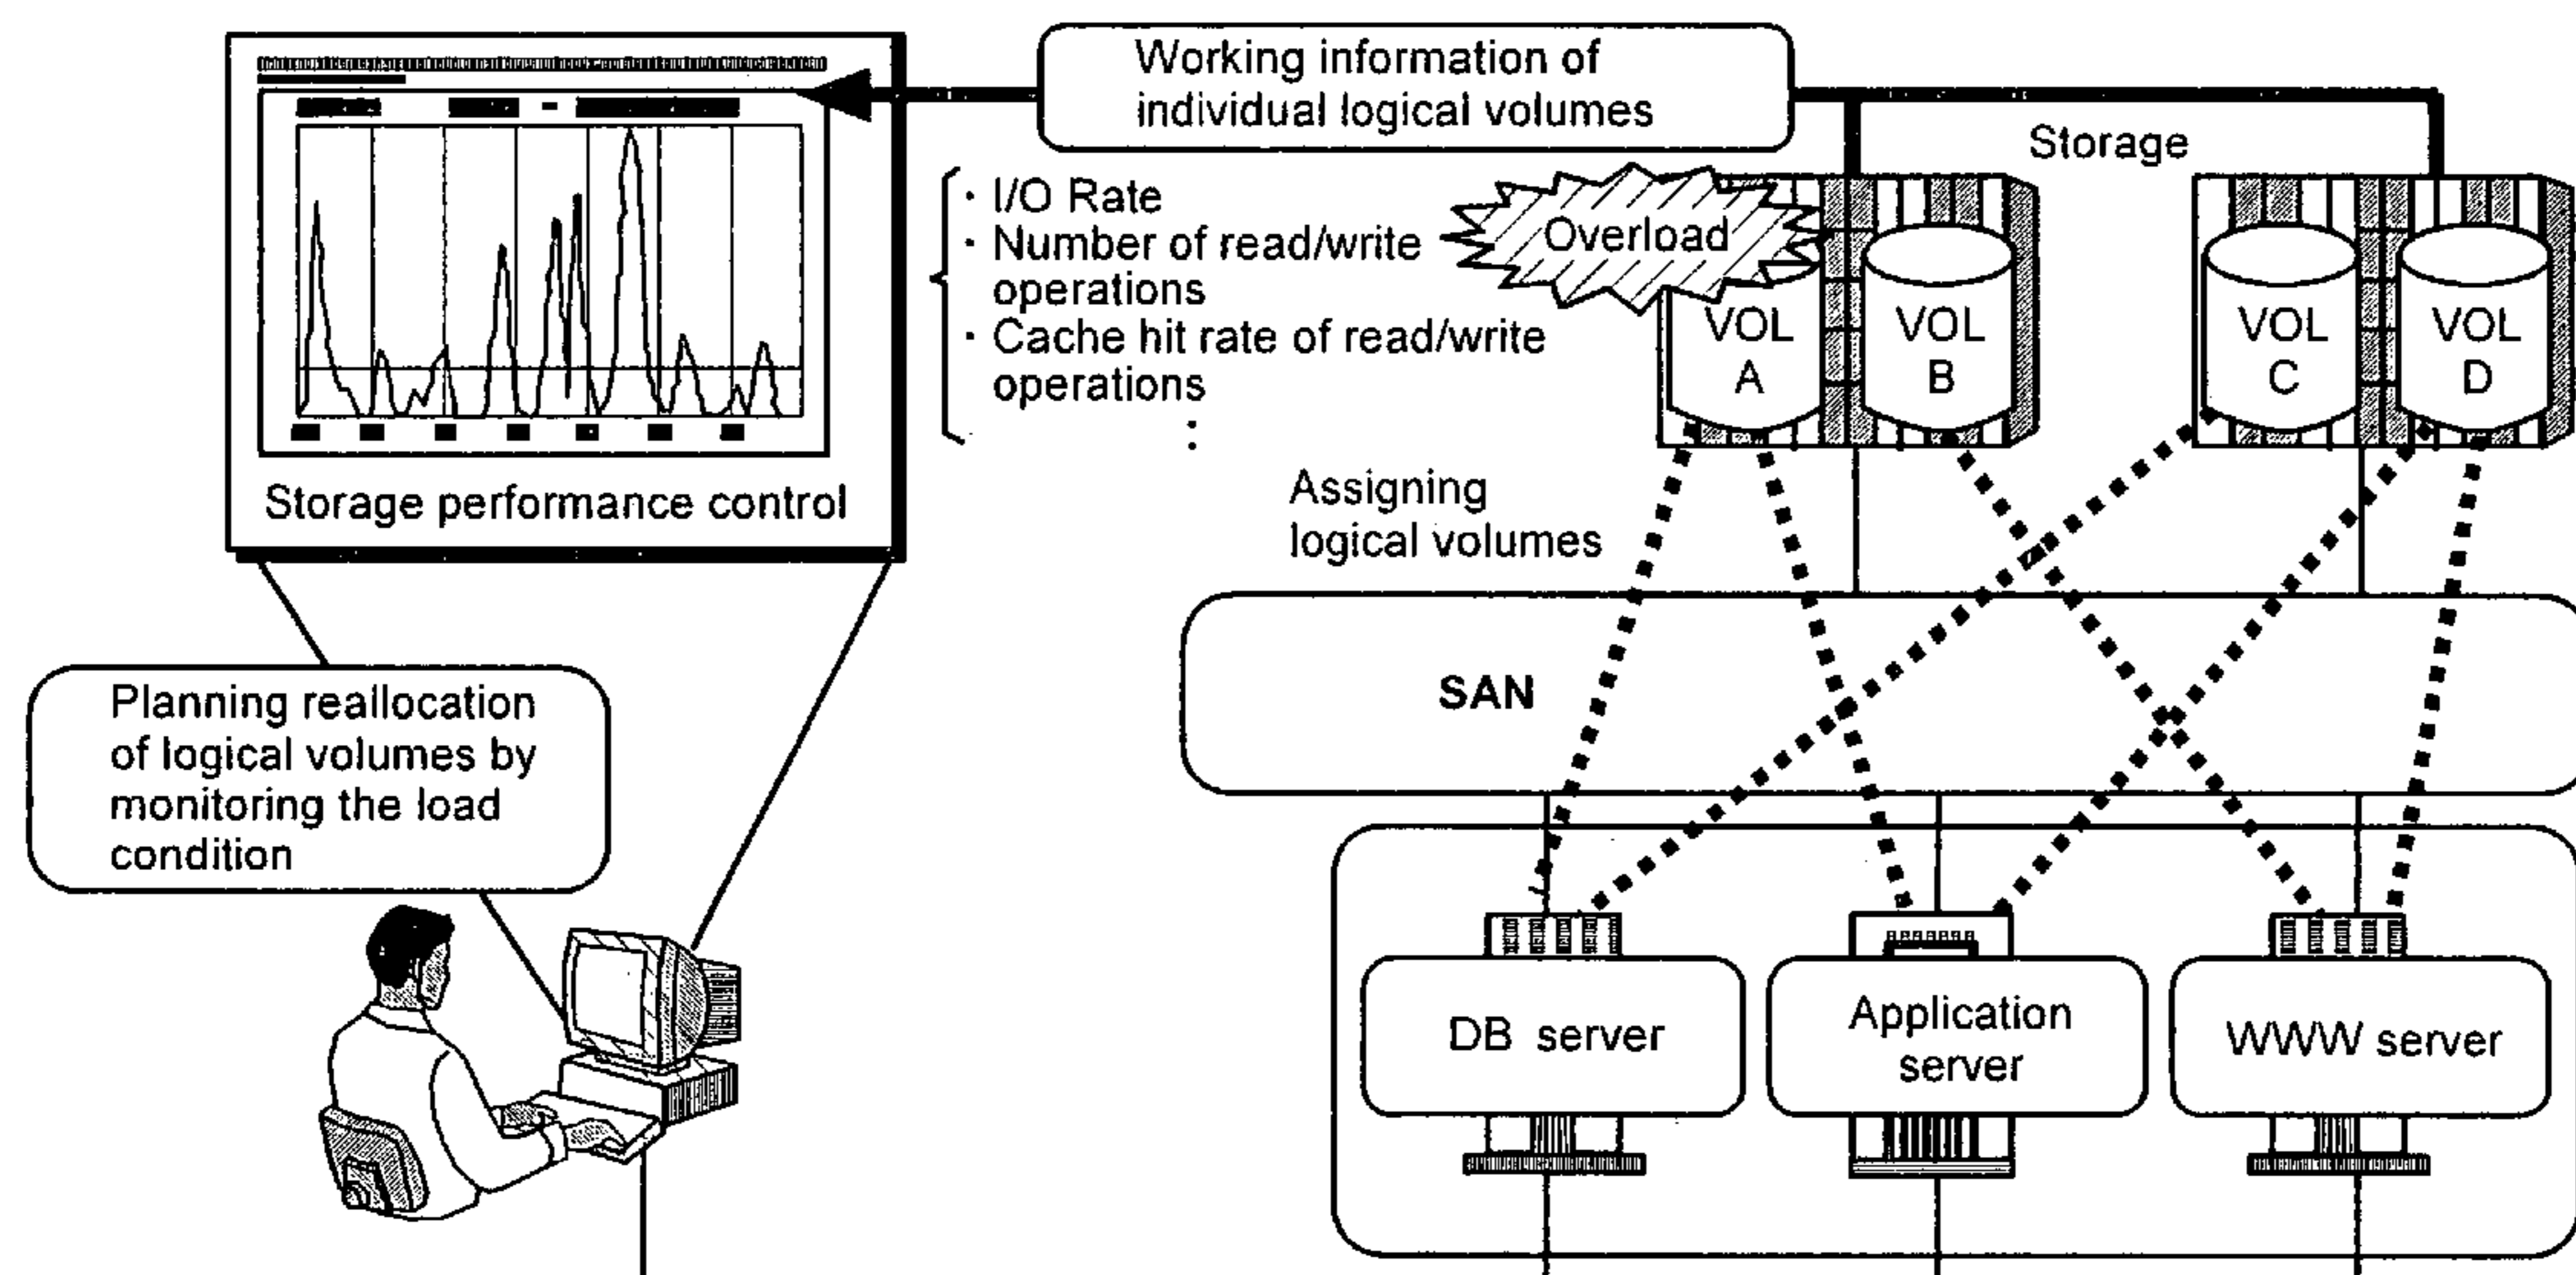 Working information of
individual logical volumes
Storage
· I/O Rate
· Number of read/write
operations
· Cache hit rate of read/write
operations
:
Overload
VOL
A
VOL
B
VOL
C
VOL
D
Storage performance control
Assigning
logical volumes
SAN
Planning reallocation
of logical volumes by
monitoring the load
condition
DB server
Application
server
WWW server